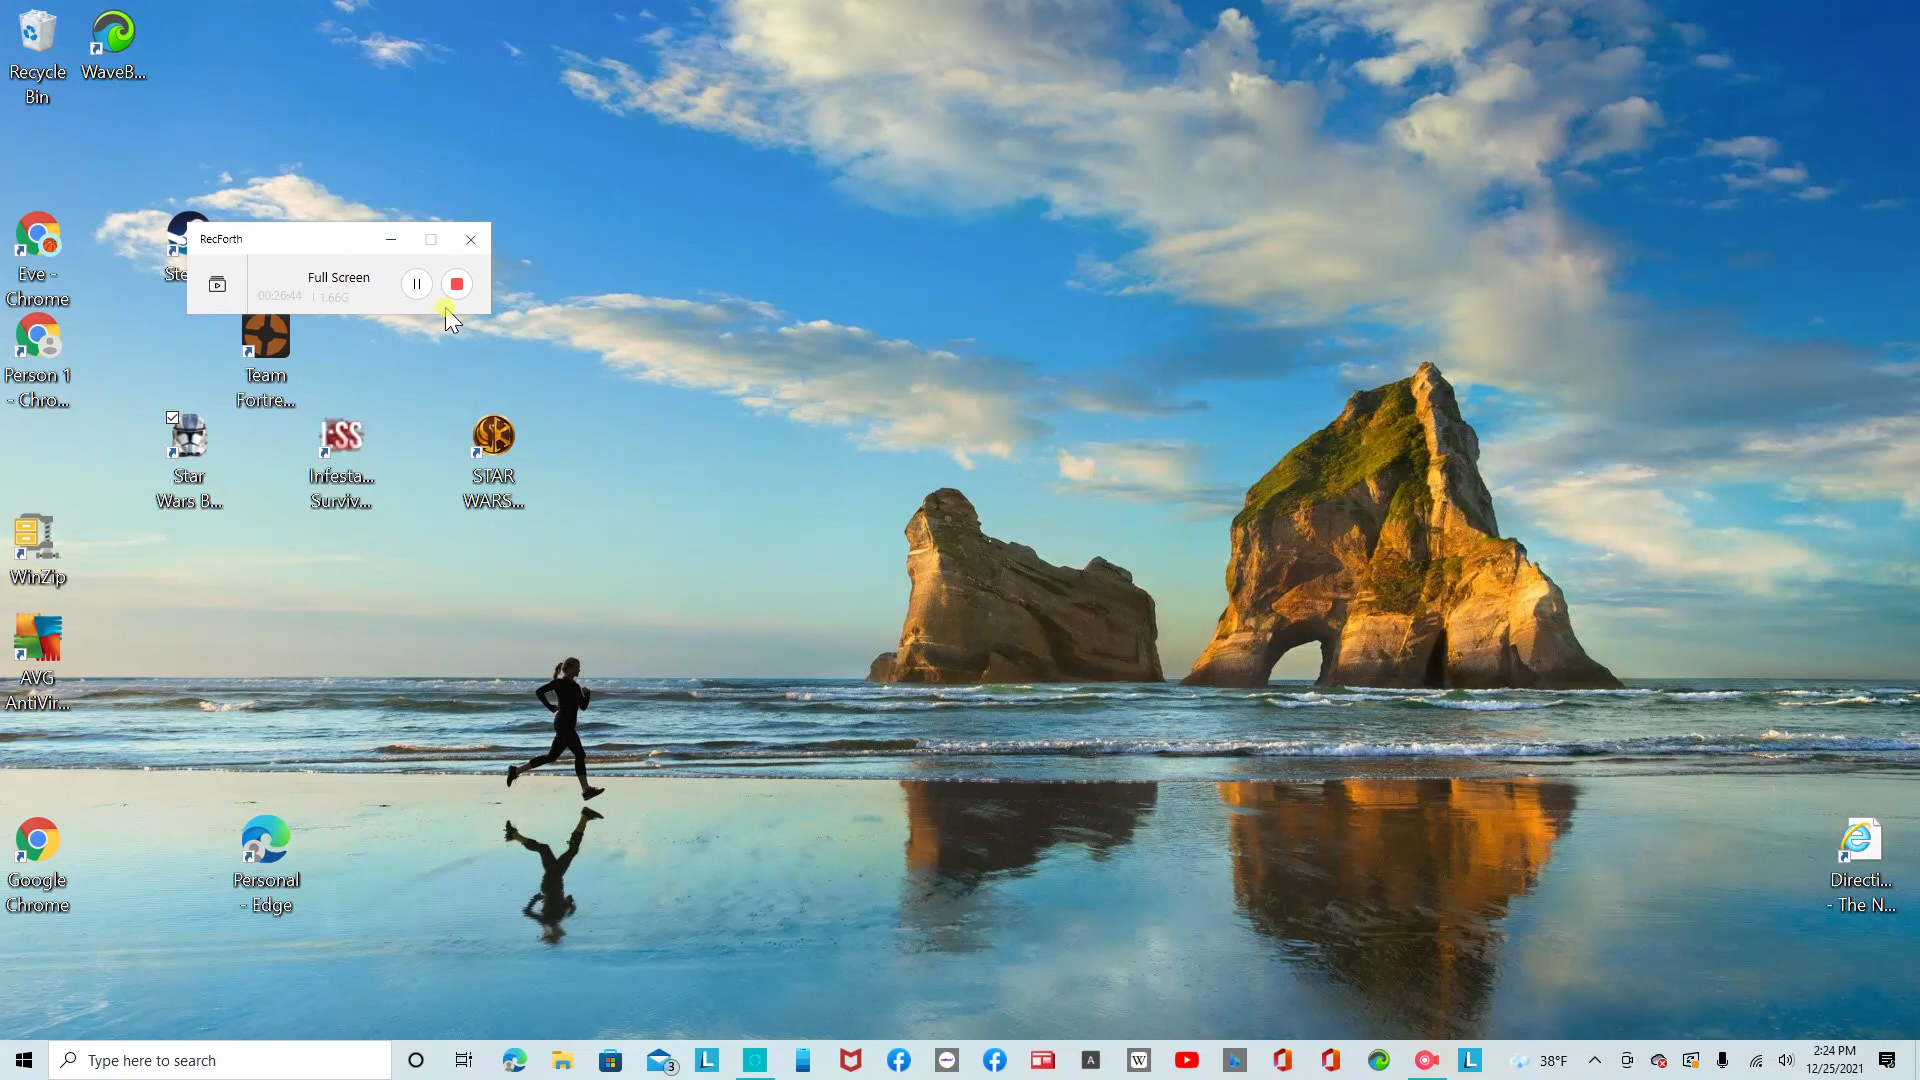 Recycle
Bin
WaveB...
Eve -
Chrome
Ste
RecForth
Full Screen
00:26:44
1.66G
Person 1
- Chro...
Team
Fortre...
Star
Wars B...
I:SS
Infesta...
Surviv...
STAR
WARS...
WinZip
AVG
AntiVir...
Google
Chrome
Personal
- Edge
Directi...
- The N...
Type here to search
3
L
A
W
L
38°F
2:24 PM
12/25/2021